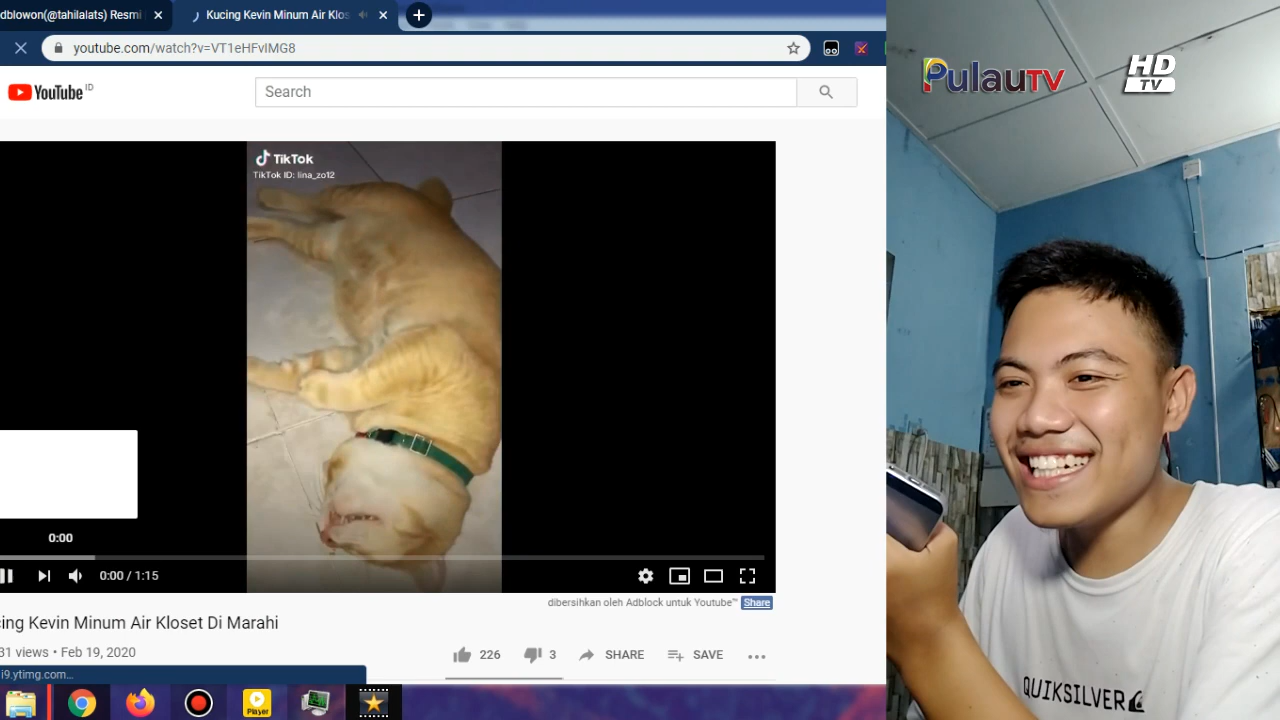 dblowon(@tahilalats) Resmi
Kucing Kevin Minum Air Klos
youtube.com/watch?v=VT1eHFvIMG8
YouTube ID
Search
PulauTV
HD
TV
TikTok
TikTok ID: lina_zo12
0:00
0:00 / 1:15
dibersihkan oleh Adblock untuk Youtube™ Share
cing Kevin Minum Air Kloset Di Marahi
31 views • Feb 19, 2020
226
3
SHARE
SAVE
i9.ytimg.com...
Player
QUIKSILVER